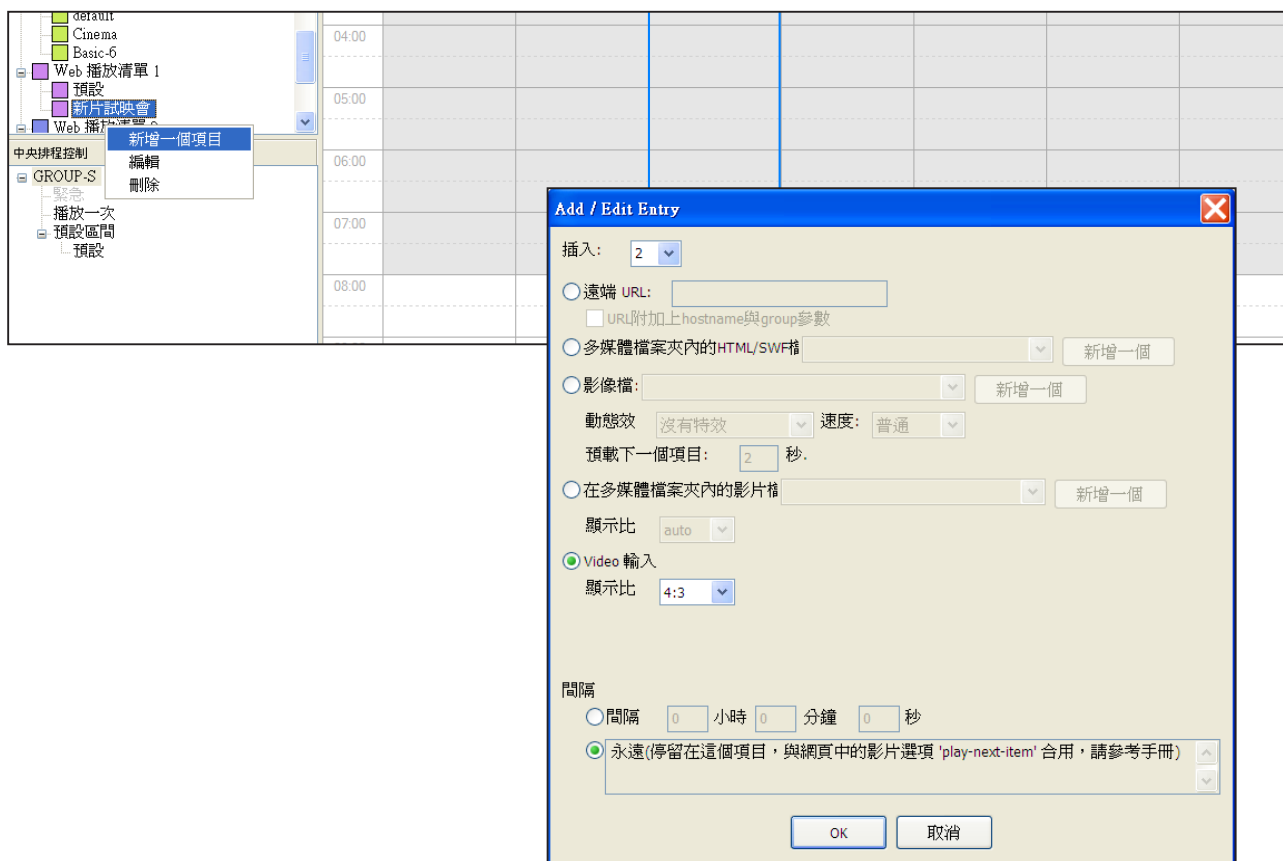 default
Cinema
Basic-6
Web 播放清單 1
預設
新片試映會
Web 播放清單
新增一個項目
編輯
刪除
中央排程控制
GROUP-S
緊急
播放一次
預設區間
預設
04:00
05:00
06:00
07:00
08:00
Add / Edit Entry
插入: 2
遠端 URL:
URL附加上hostname與group參數
多媒體檔案夾內的HTML/SWF檔 新增一個
影像檔: 新增一個
動態效 沒有特效 速度: 普通
預載下一個項目: 2 秒.
在多媒體檔案夾內的影片檔 新增一個
顯示比 auto
Video 輸入
顯示比 4:3
間隔
間隔 0 小時 0 分鐘 0 秒
永遠(停留在這個項目，與網頁中的影片選項 'play-next-item' 合用，請參考手冊)
OK 取消